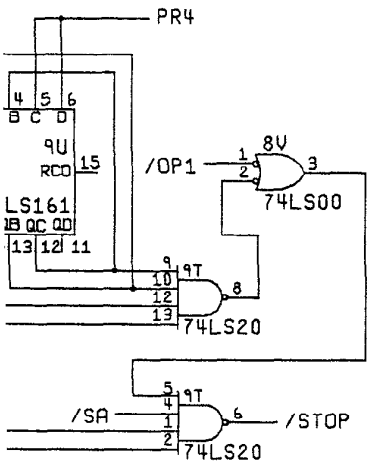 PR4
4 5 6
B C D
9U
RCO 15
8V
1 3
/OP1 2
74LS00
LS161
QB QC QD
13 12 11
9 9T
10
12 8
13
74LS20
5 9T
4
/SA 6 /STOP
1
2
74LS20